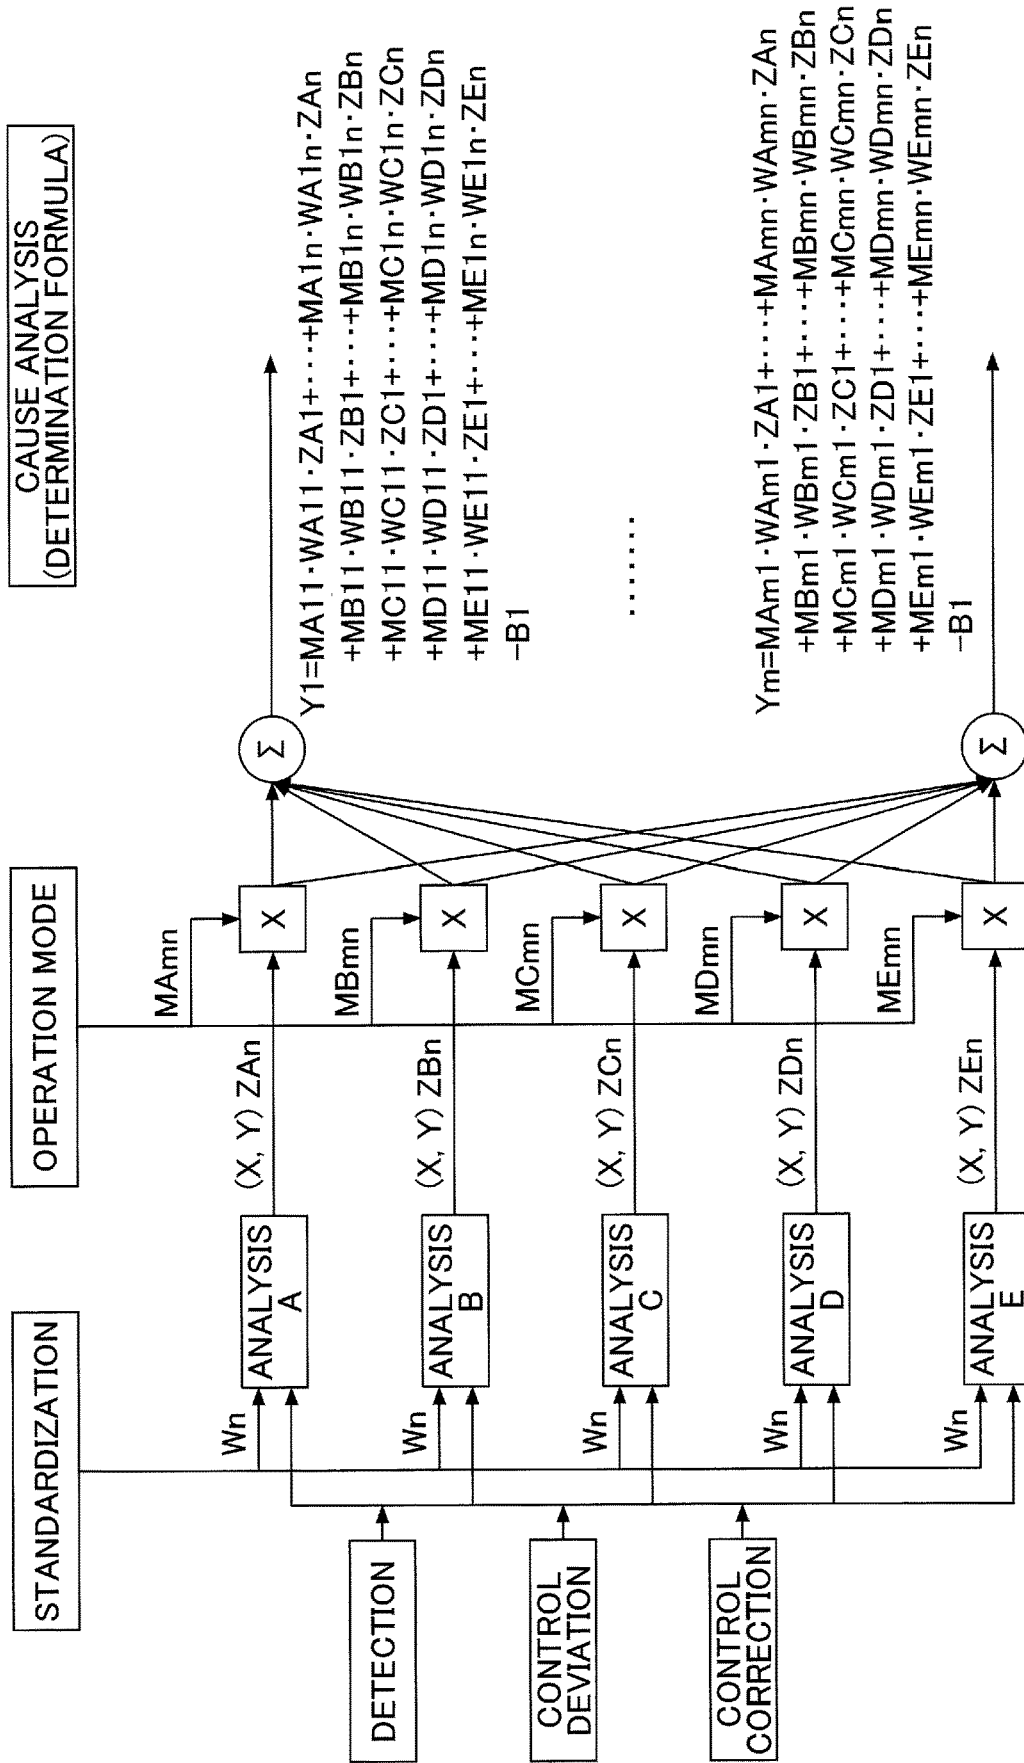 STANDARDIZATION
OPERATION MODE
CAUSE ANALYSIS
(DETERMINATION FORMULA)
DETECTION
CONTROL
DEVIATION
CONTROL
CORRECTION
Wn
ANALYSIS
A
(X, Y) ZAn
MAmn
X
Σ
Wn
ANALYSIS
B
(X, Y) ZBn
MBmn
X
Wn
ANALYSIS
C
(X, Y) ZCn
MCmn
X
Wn
ANALYSIS
D
(X, Y) ZDn
MDmn
X
Wn
ANALYSIS
E
(X, Y) ZEn
MEmn
X
Σ
Y1=MA11·WA11·ZA1+····+MA1n·WA1n·ZAn
+MB11·WB11·ZB1+····+MB1n·WB1n·ZBn
+MC11·WC11·ZC1+····+MC1n·WC1n·ZCn
+MD11·WD11·ZD1+····+MD1n·WD1n·ZDn
+ME11·WE11·ZE1+····+ME1n·WE1n·ZEn
−B1
······
Ym=MAm1·WAm1·ZA1+····+MAmn·WAmn·ZAn
+MBm1·WBm1·ZB1+····+MBmn·WBmn·ZBn
+MCm1·WCm1·ZC1+····+MCmn·WCmn·ZCn
+MDm1·WDm1·ZD1+····+MDmn·WDmn·ZDn
+MEm1·WEm1·ZE1+····+MEmn·WEmn·ZEn
−B1